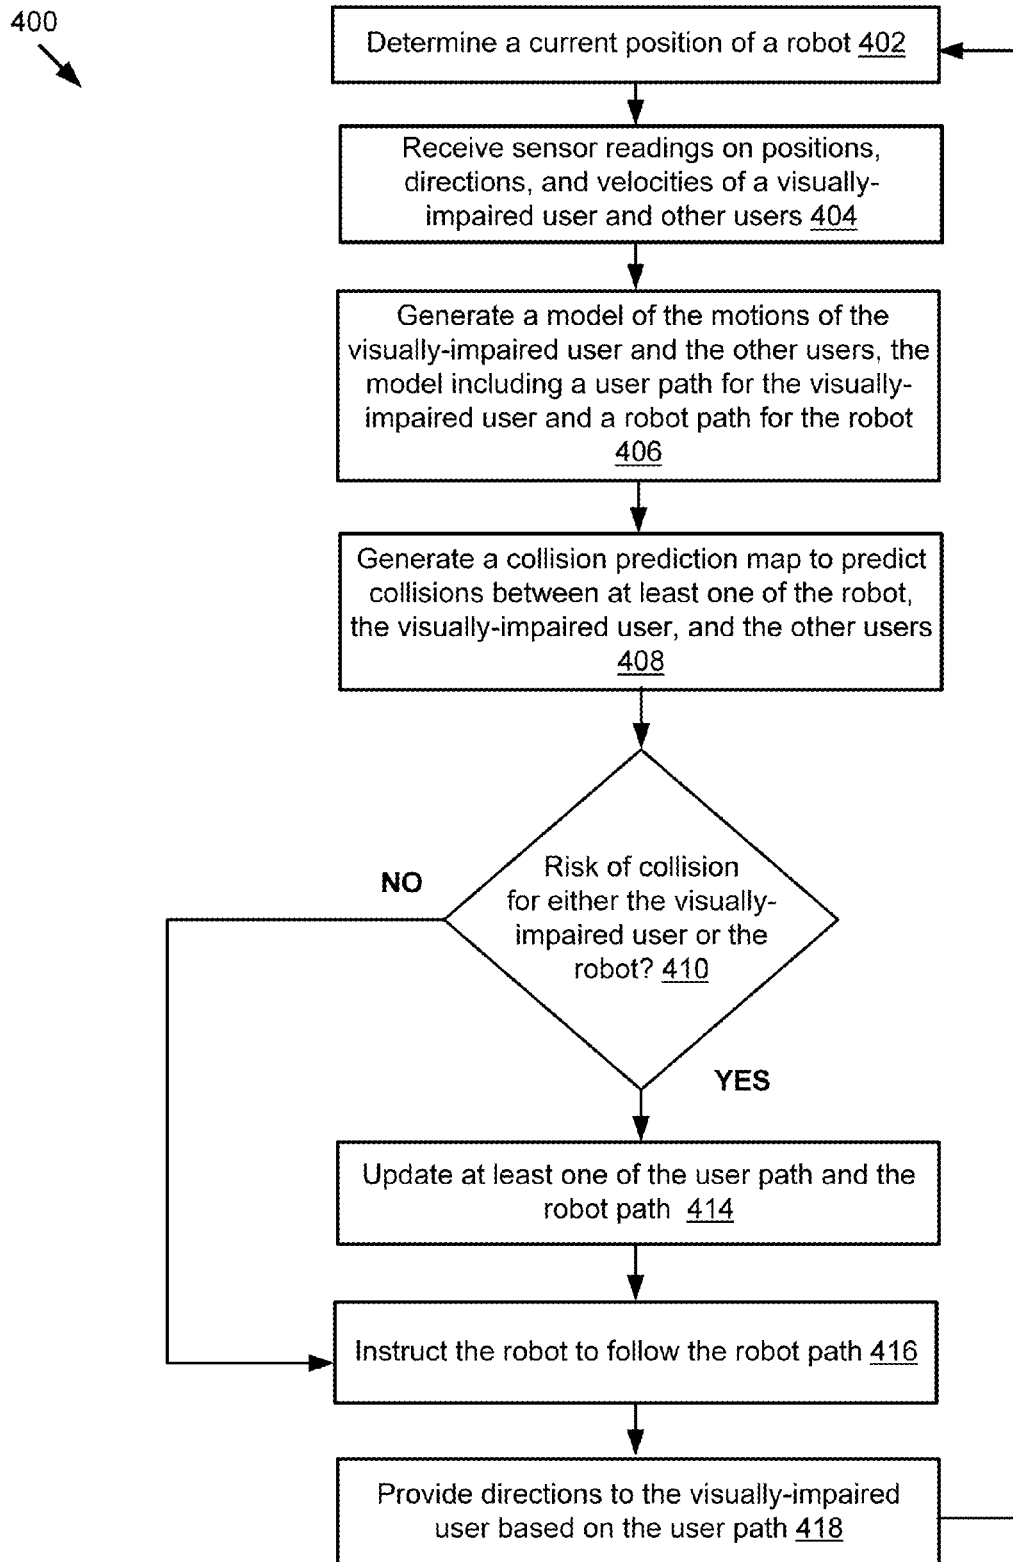 400
Determine a current position of a robot 402
Receive sensor readings on positions,
directions, and velocities of a visually-
impaired user and other users 404
Generate a model of the motions of the
visually-impaired user and the other users, the
model including a user path for the visually-
impaired user and a robot path for the robot
406
Generate a collision prediction map to predict
collisions between at least one of the robot,
the visually-impaired user, and the other users
408
NO
Risk of collision
for either the visually-
impaired user or the
robot? 410
YES
Update at least one of the user path and the
robot path 414
Instruct the robot to follow the robot path 416
Provide directions to the visually-impaired
user based on the user path 418